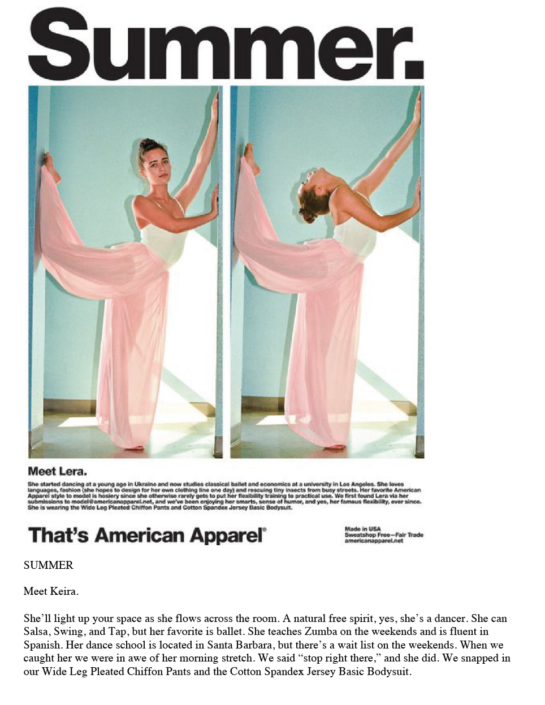 Summer.
Meet Lera.
She started dancing at a young age in Ukraine and now studies classical ballet and economics at a university in Los Angeles. She loves
languages, fashion (she hopes to design for her own clothing line one day) and rescuing tiny insects from busy streets. Her favorite American
Apparel style to model is hosiery since she otherwise rarely gets to put her flexibility training to practical use. We first found Lera via her
submissions to model@americanapparel.net, and we've been enjoying her smarts, sense of humor, and yes, her famous flexibility, ever since.
She is wearing the Wide Leg Pleated Chiffon Pants and Cotton Spandex Jersey Basic Bodysuit.
That's American Apparel®
Made in USA
Sweatshop Free—Fair Trade
americanapparel.net
SUMMER
Meet Keira.
She'll light up your space as she flows across the room. A natural free spirit, yes, she's a dancer. She can
Salsa, Swing, and Tap, but her favorite is ballet. She teaches Zumba on the weekends and is fluent in
Spanish. Her dance school is located in Santa Barbara, but there's a wait list on the weekends. When we
caught her we were in awe of her morning stretch. We said “stop right there,” and she did. We snapped in
our Wide Leg Pleated Chiffon Pants and the Cotton Spandex Jersey Basic Bodysuit.